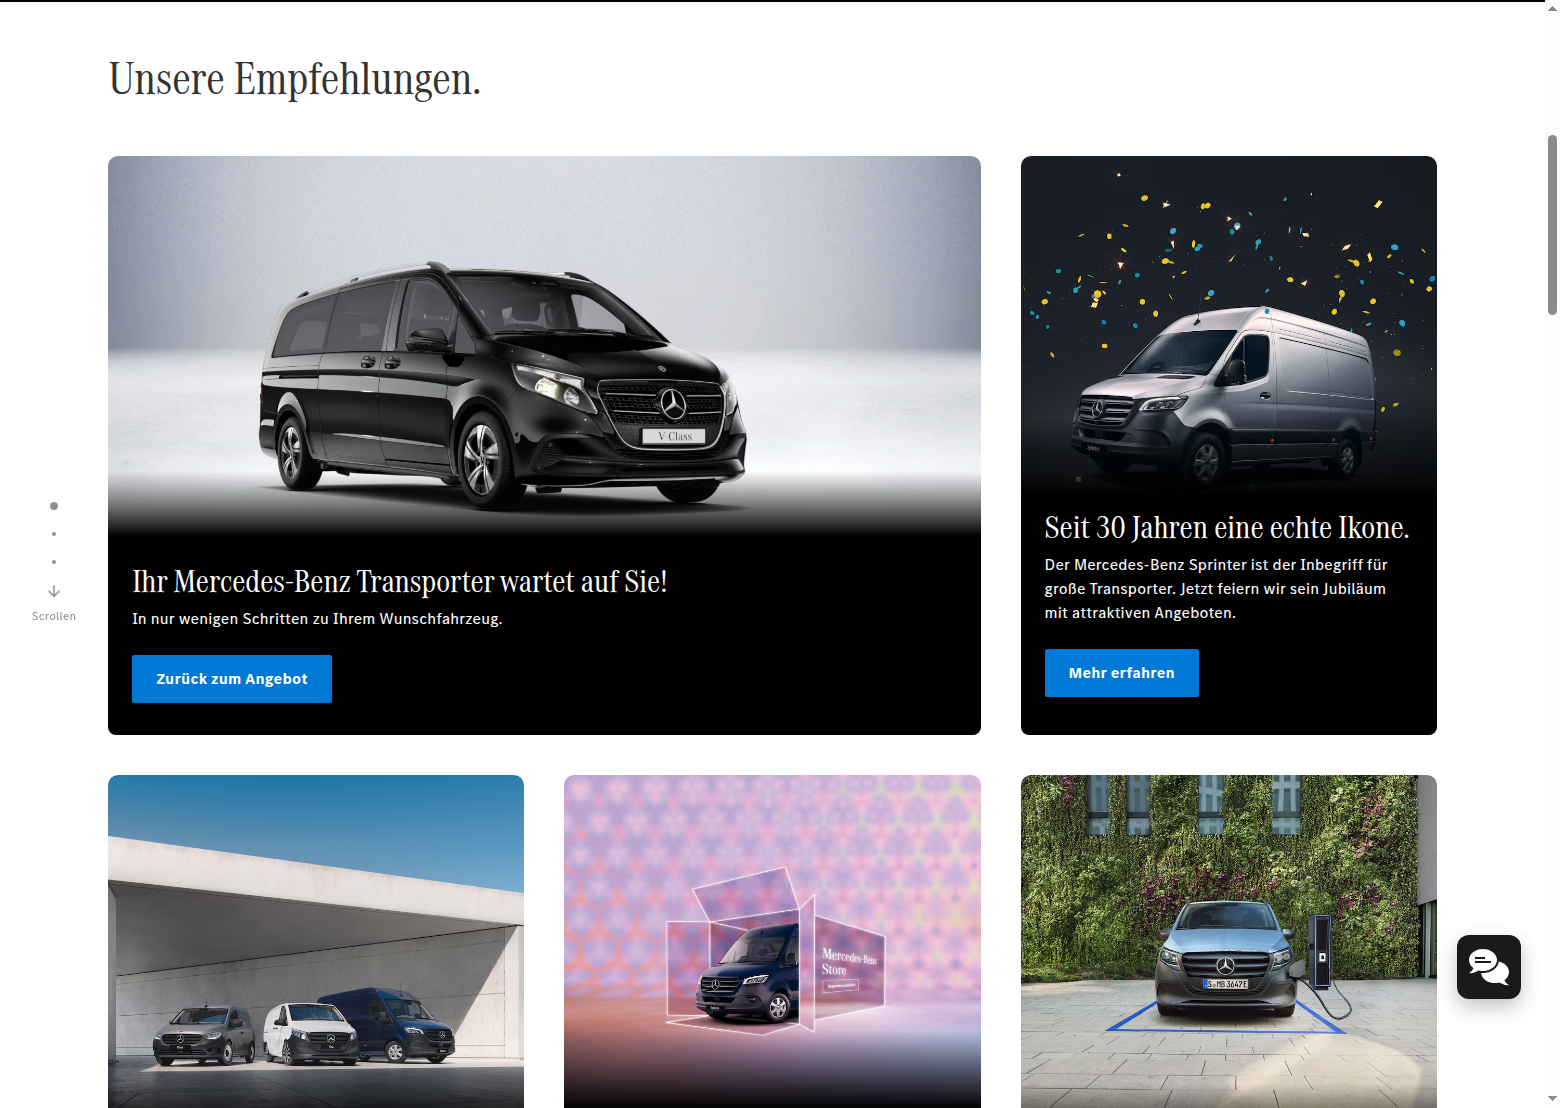 Unsere Empfehlungen.
V-Class
Ihr Mercedes-Benz Transporter wartet auf Sie!
In nur wenigen Schritten zu Ihrem Wunschfahrzeug.
Zurück zum Angebot
Seit 30 Jahren eine echte Ikone.
Der Mercedes-Benz Sprinter ist der Inbegriff für
große Transporter. Jetzt feiern wir sein Jubiläum
mit attraktiven Angeboten.
Mehr erfahren
Scrollen
Mercedes-Benz
Store
S MB 3647E